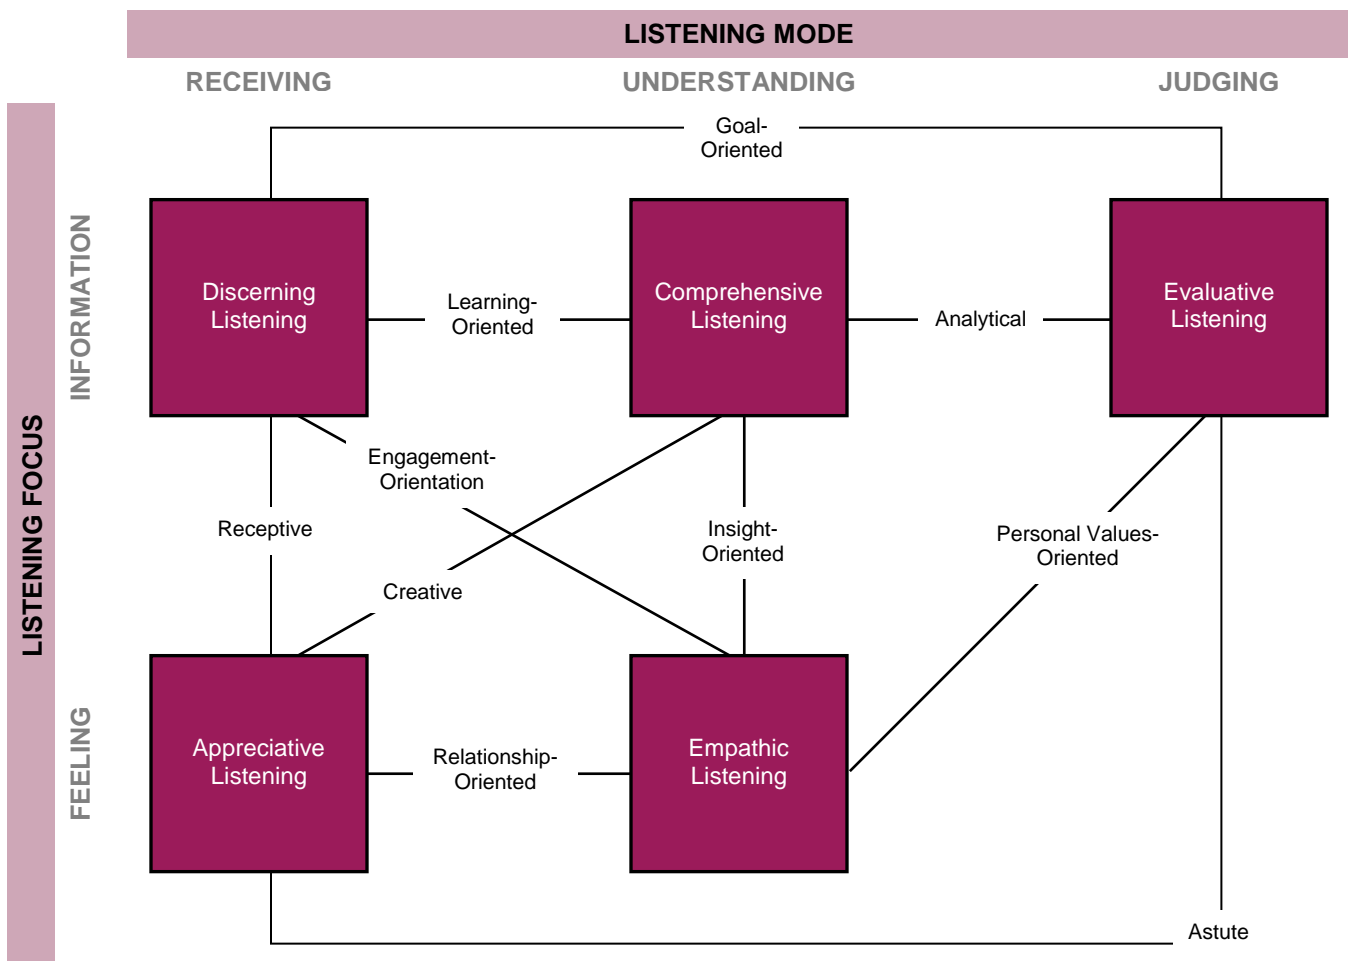 LISTENING MODE
RECEIVING
UNDERSTANDING
JUDGING
LISTENING FOCUS
INFORMATION
FEELING
Goal-
Oriented
Discerning
Listening
Learning-
Oriented
Comprehensive
Listening
Analytical
Evaluative
Listening
Engagement-
Orientation
Receptive
Insight-
Oriented
Personal Values-
Oriented
Creative
Appreciative
Listening
Relationship-
Oriented
Empathic
Listening
Astute